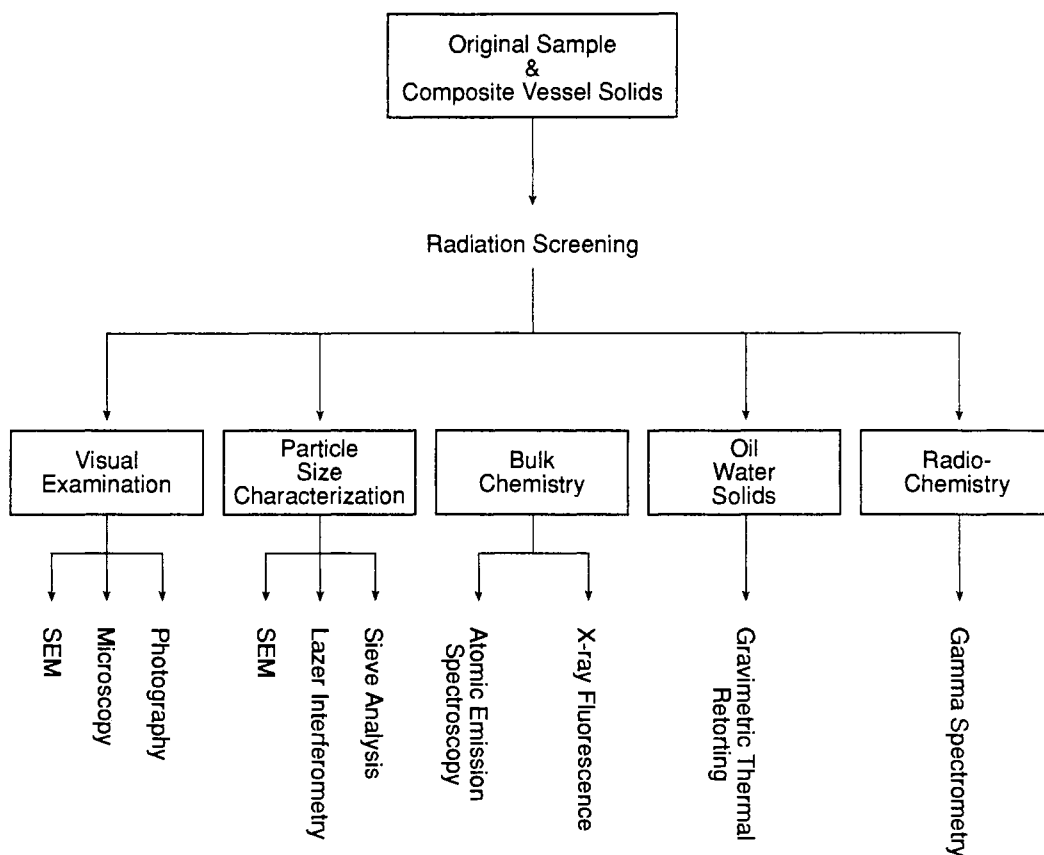 Original Sample
&
Composite Vessel Solids
Radiation Screening
Visual
Examination
Particle
Size
Characterization
Bulk
Chemistry
Oil
Water
Solids
Radio-
Chemistry
SEM
Microscopy
Photography
SEM
Lazer Interferometry
Sieve Analysis
Atomic Emission
Spectroscopy
X-ray Fluorescence
Gravimetric Thermal
Retorting
Gamma Spectrometry